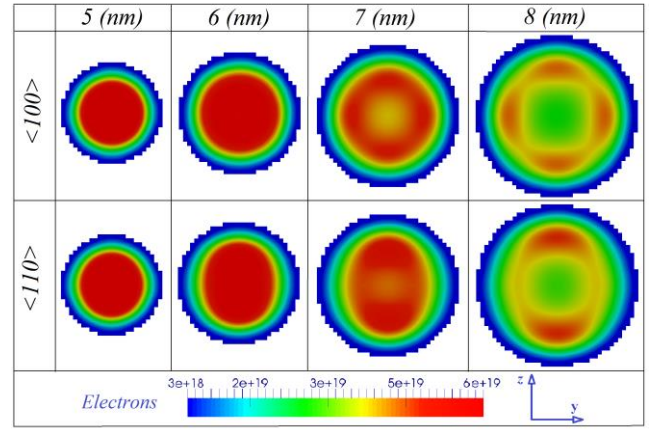 5 (nm) 6 (nm) 7 (nm) 8 (nm)
<100>
<110>
3e+18 2e+19 3e+19 5e+19 6e+19
Electrons
z
y